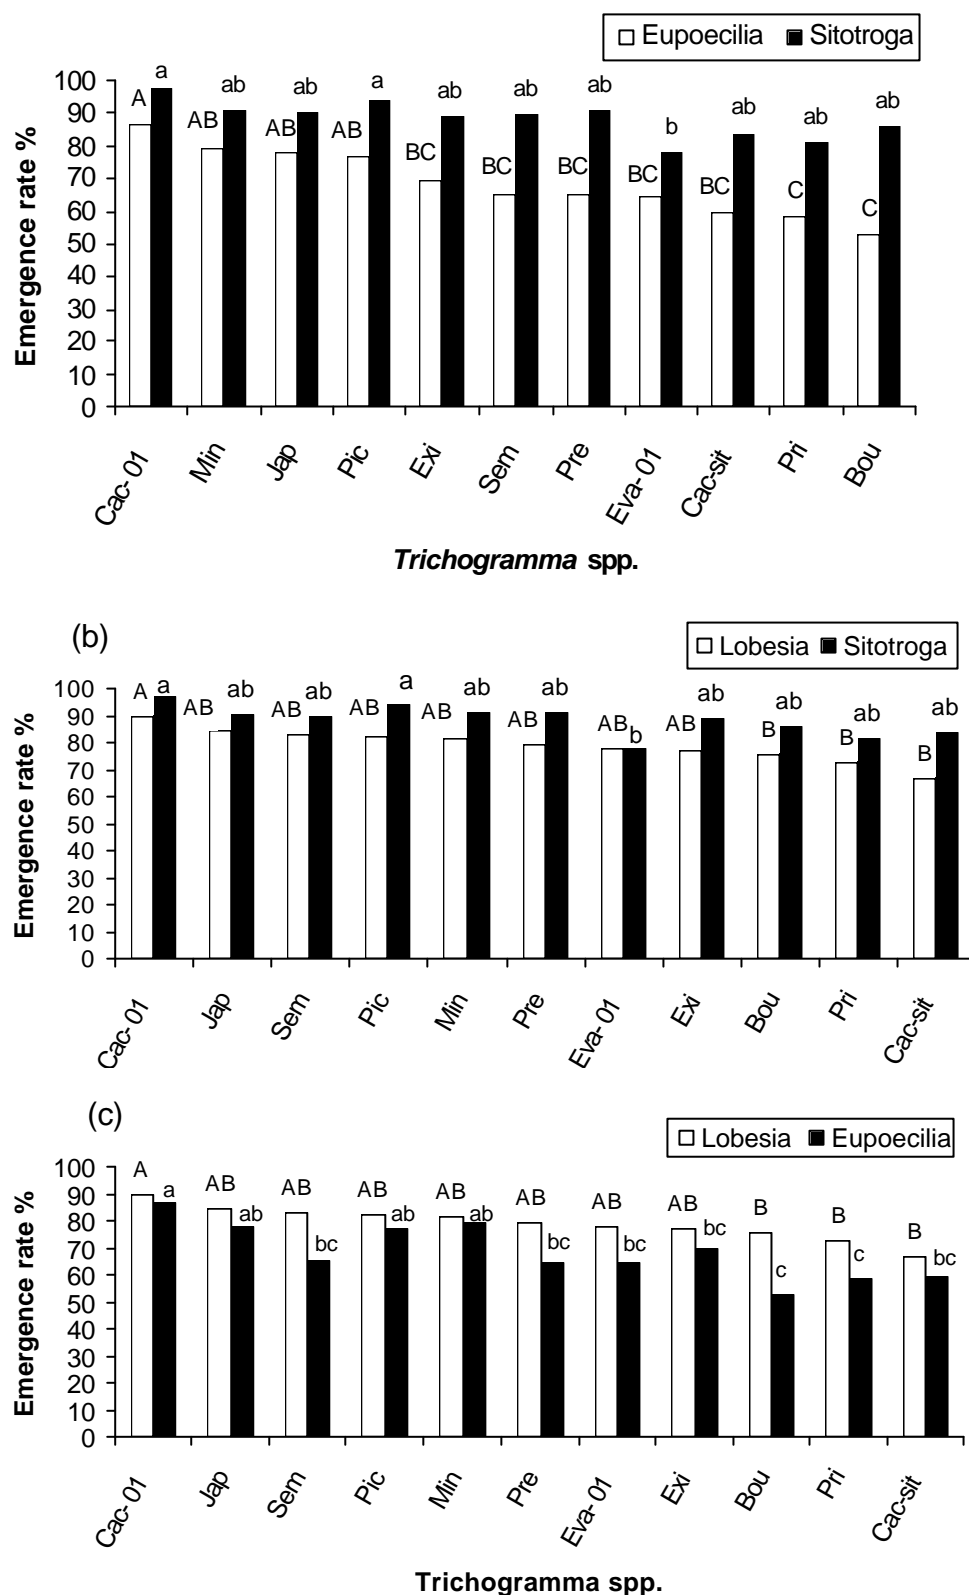 Eupoecilia Sitotroga
Emergence rate %
100
90
80
70
60
50
40
30
20
10
0
A a AB ab AB ab AB a BC ab BC ab BC ab BC b BC ab C ab C ab
Cac- 01 Min Jap Pic Exi Sem Pre Eva- 01 Cac-sit Pri Bou
Trichogramma spp.
(b)
Lobesia Sitotroga
Emergence rate %
100
90
80
70
60
50
40
30
20
10
0
A a AB ab AB ab AB a AB ab AB ab AB b AB ab B ab B ab B ab
Cac- 01 Jap Sem Pic Min Pre Eva- 01 Exi Bou Pri Cac-sit
(c)
Lobesia Eupoecilia
Emergence rate %
100
90
80
70
60
50
40
30
20
10
0
A a AB ab AB bc AB ab AB ab AB bc AB bc AB bc B c B c B bc
Cac- 01 Jap Sem Pic Min Pre Eva- 01 Exi Bou Pri Cac-sit
Trichogramma spp.